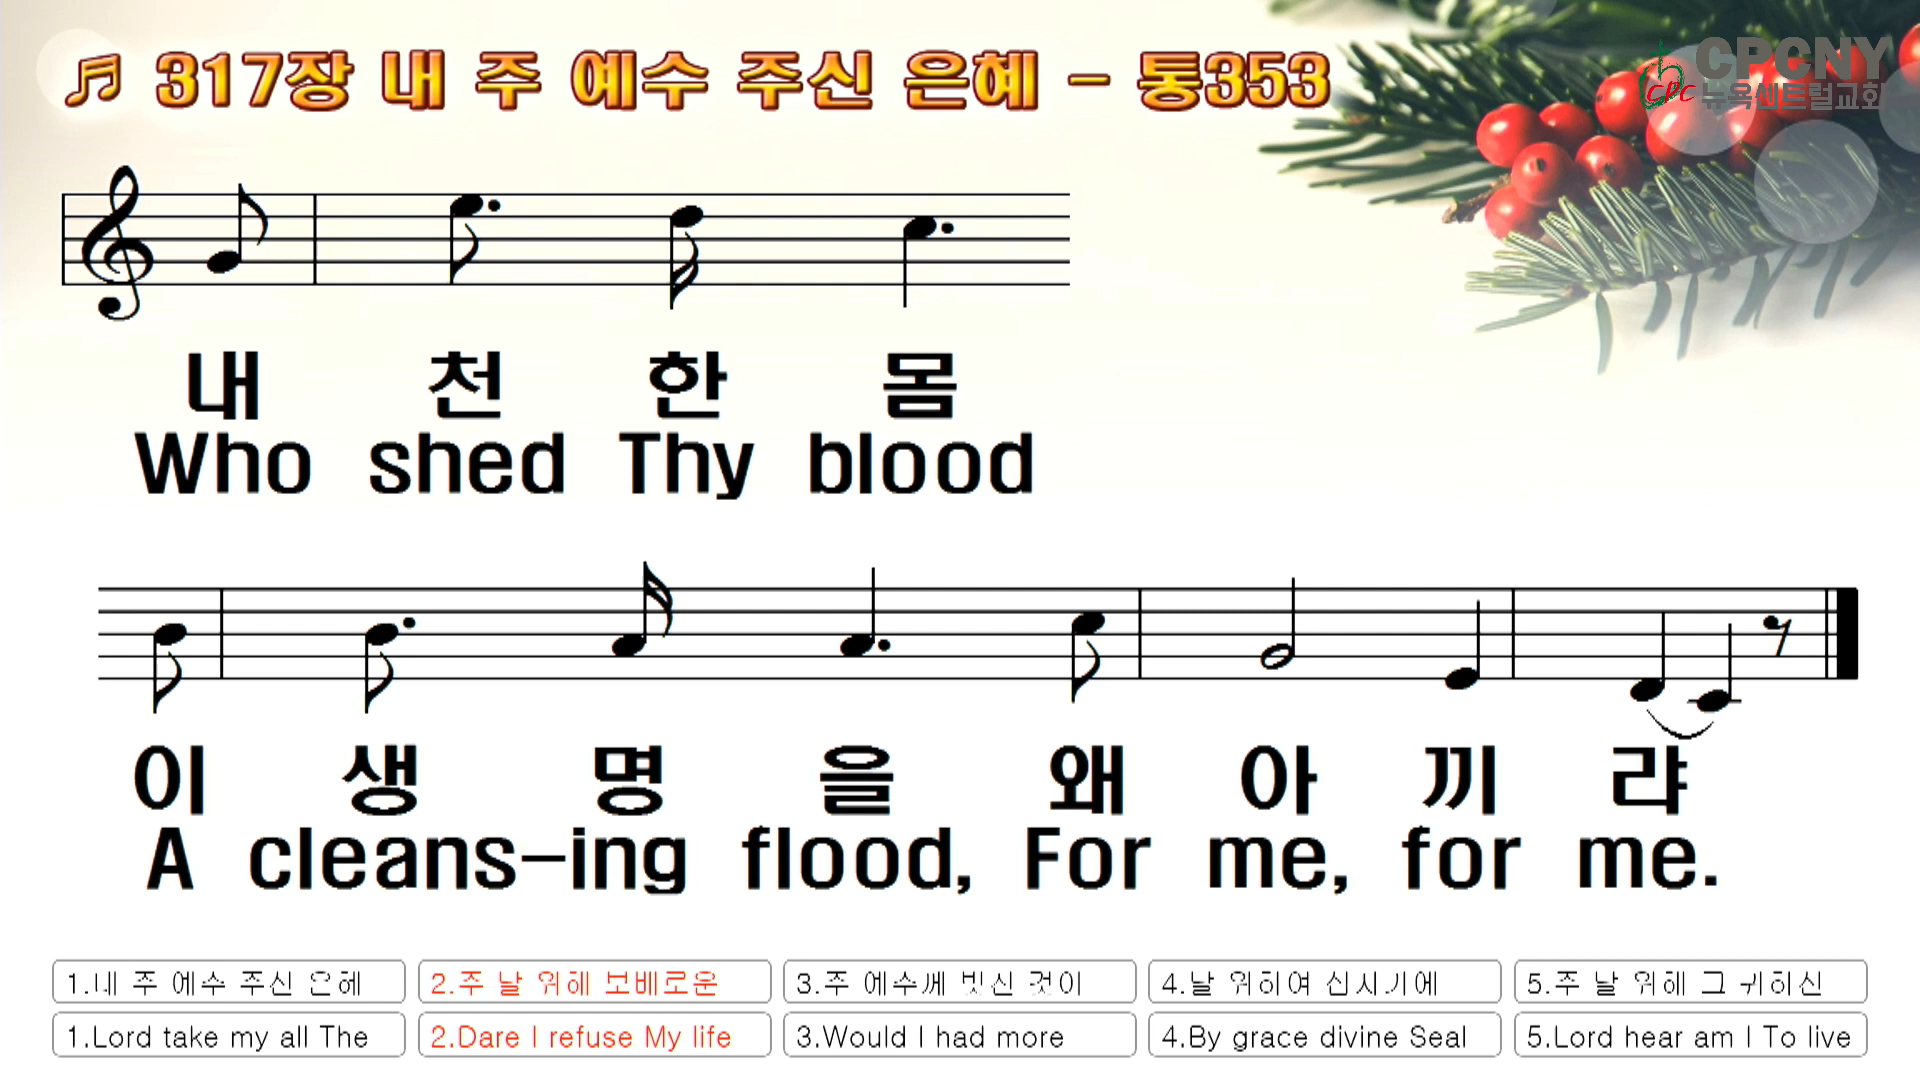 ♬ 317장 내 주 예수 주신 은혜 - 통353
CPCNY
CPC 뉴욕센트럴교회
내 천 한 몸
Who shed Thy blood
이 생 명 을 왜 아 끼 랴
A cleans-ing flood, For me, for me.
1.내 주 예수 주신 은혜 2.주 날 위해 보배로운 3.주 예수께 빗신 것이 4.날 위하여 십시기에 5.주 날 위해 그 귀하신
1.Lord take my all The 2.Dare I refuse My life 3.Would I had more 4.By grace divine Seal 5.Lord hear am I To live